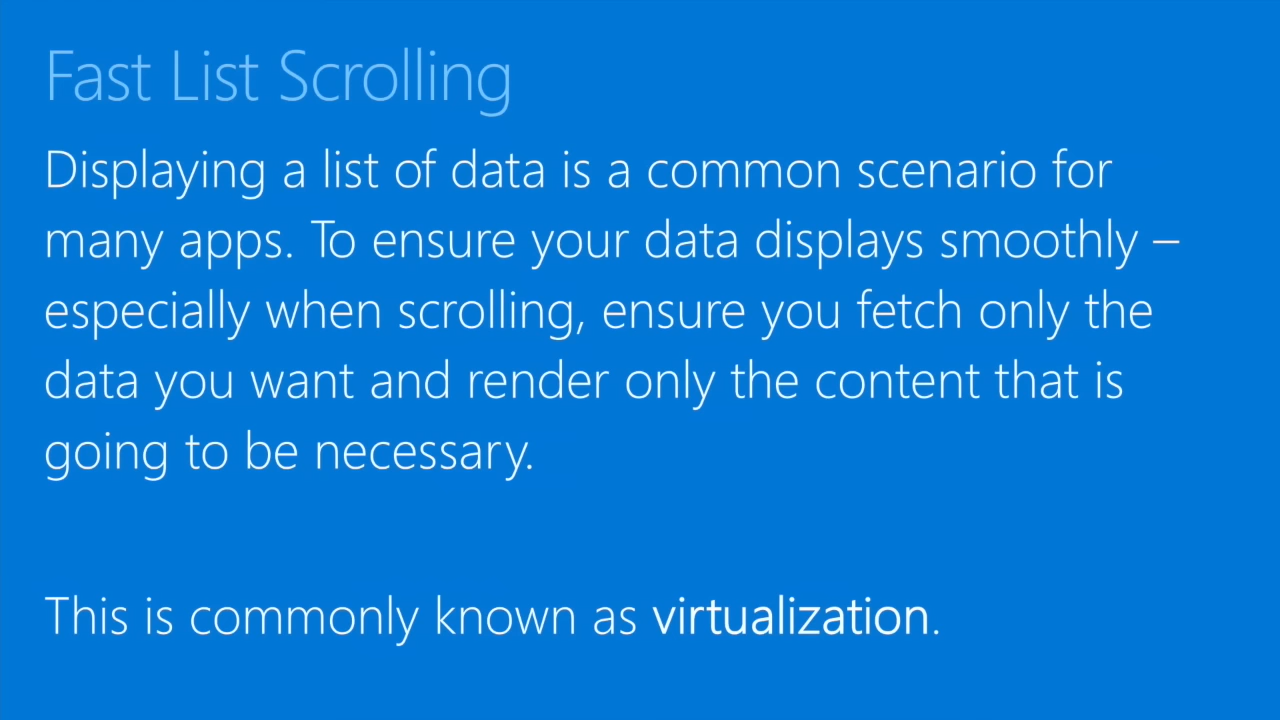 Fast List Scrolling
Displaying a list of data is a common scenario for
many apps. To ensure your data displays smoothly –
especially when scrolling, ensure you fetch only the
data you want and render only the content that is
going to be necessary.
This is commonly known as virtualization.